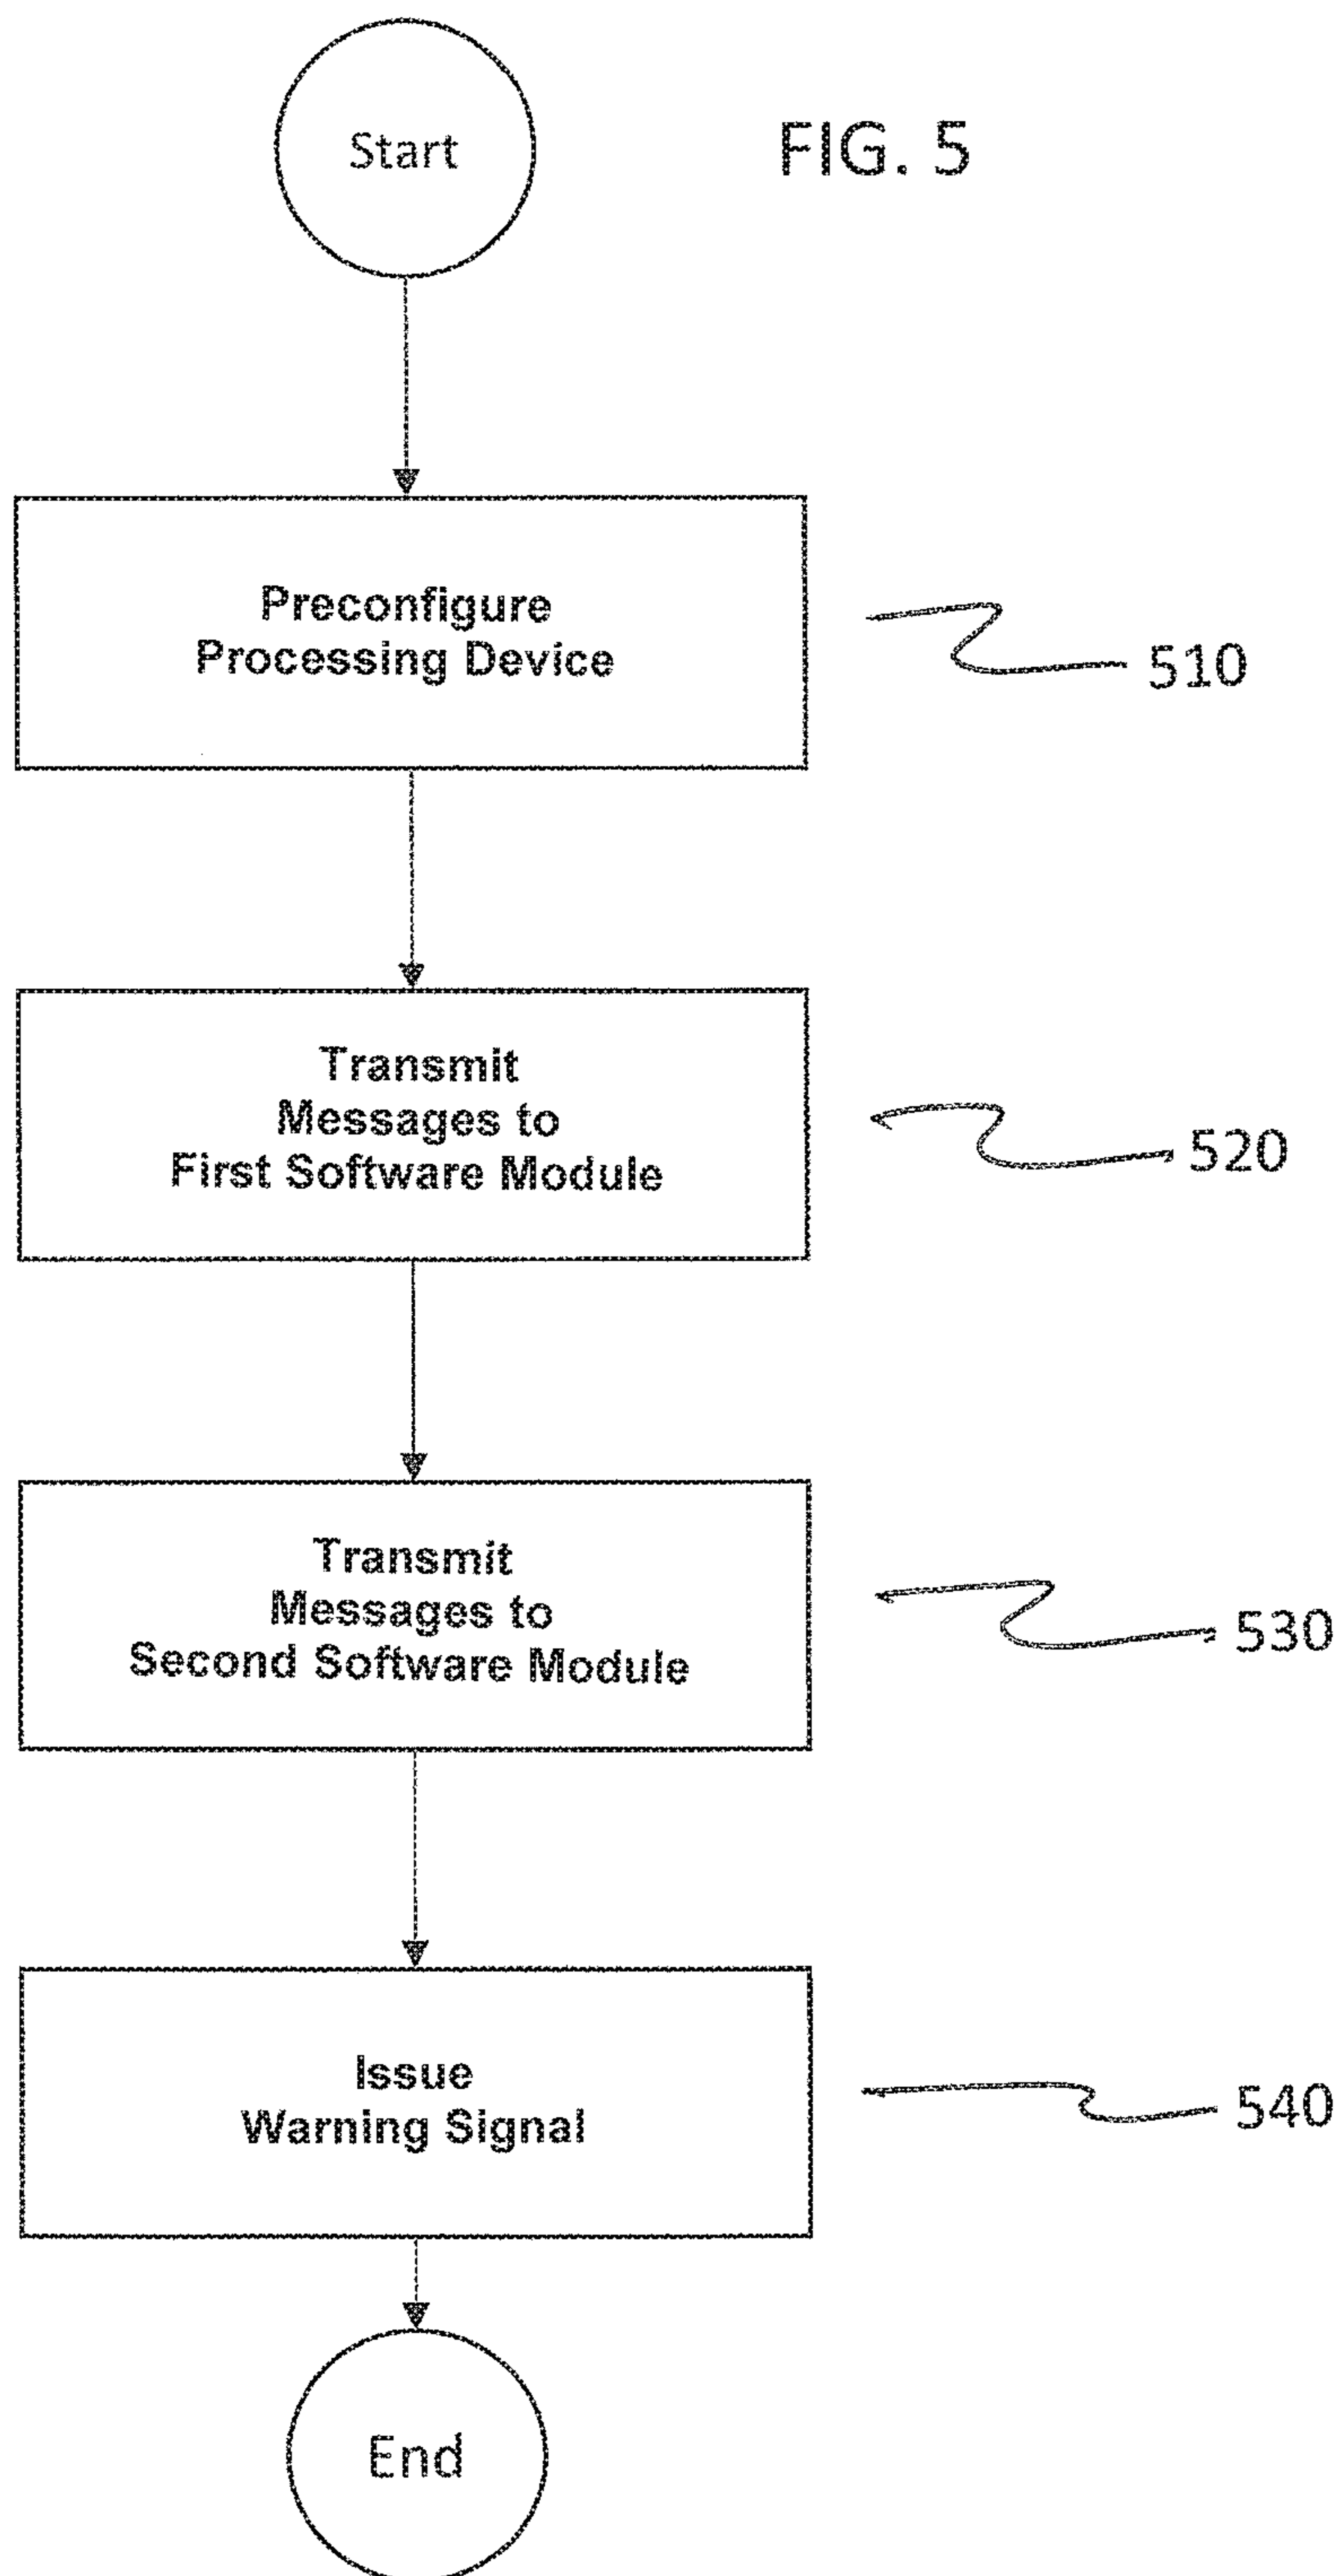 Start
FIG. 5
Preconfigure
Processing Device
510
Transmit
Messages to
First Software Module
520
Transmit
Messages to
Second Software Module
530
Issue
Warning Signal
540
End